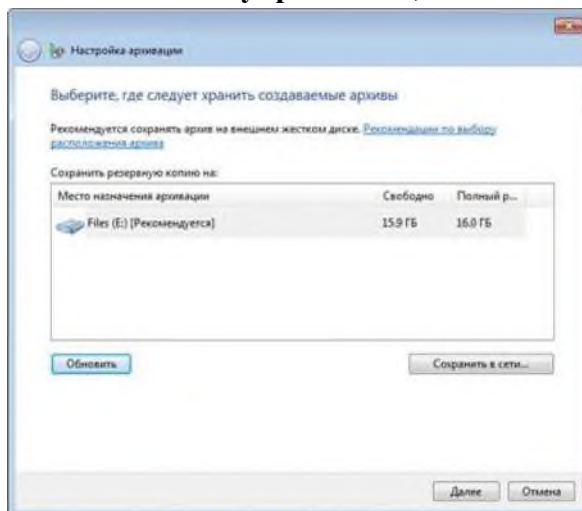 Настройка архивации
Выберите, где следует хранить создаваемые архивы
Рекомендуется сохранять архив на внешнем жестком диске. Рекомендации по выбору
расположения архива
Сохранить резервную копию на:
Место назначения архивации Свободно Полный р...
Files (E:) [Рекомендуется] 15.9 ГБ 16.0 ГБ
Обновить Сохранить в сети...
Далее Отмена